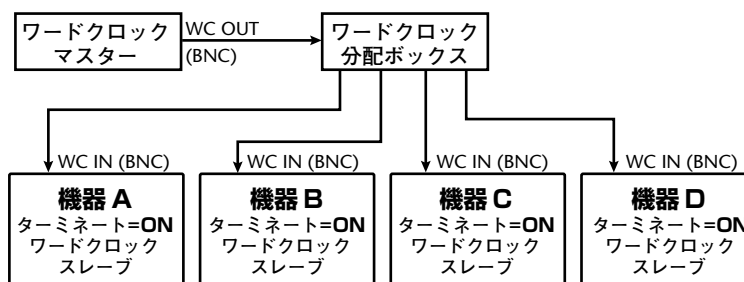 ワードクロック
マスター
WC OUT
(BNC)
ワードクロック
分配ボックス
WC IN (BNC)
WC IN (BNC)
WC IN (BNC)
WC IN (BNC)
機器 A
ターミネート=ON
ワードクロック
スレーブ
機器 B
ターミネート=ON
ワードクロック
スレーブ
機器 C
ターミネート=ON
ワードクロック
スレーブ
機器 D
ターミネート=ON
ワードクロック
スレーブ